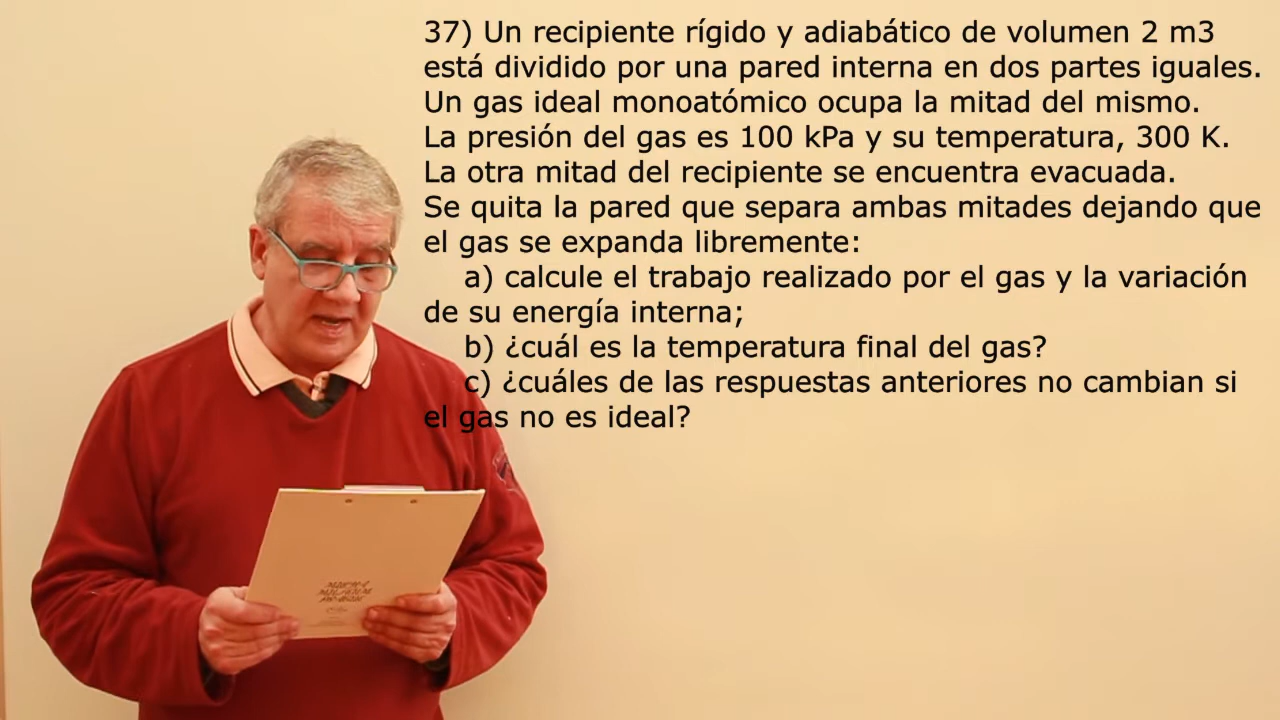 37) Un recipiente rígido y adiabático de volumen 2 m3
está dividido por una pared interna en dos partes iguales.
Un gas ideal monoatómico ocupa la mitad del mismo.
La presión del gas es 100 kPa y su temperatura, 300 K.
La otra mitad del recipiente se encuentra evacuada.
Se quita la pared que separa ambas mitades dejando que
el gas se expanda libremente:
a) calcule el trabajo realizado por el gas y la variación
de su energía interna;
b) ¿cuál es la temperatura final del gas?
c) ¿cuáles de las respuestas anteriores no cambian si
el gas no es ideal?